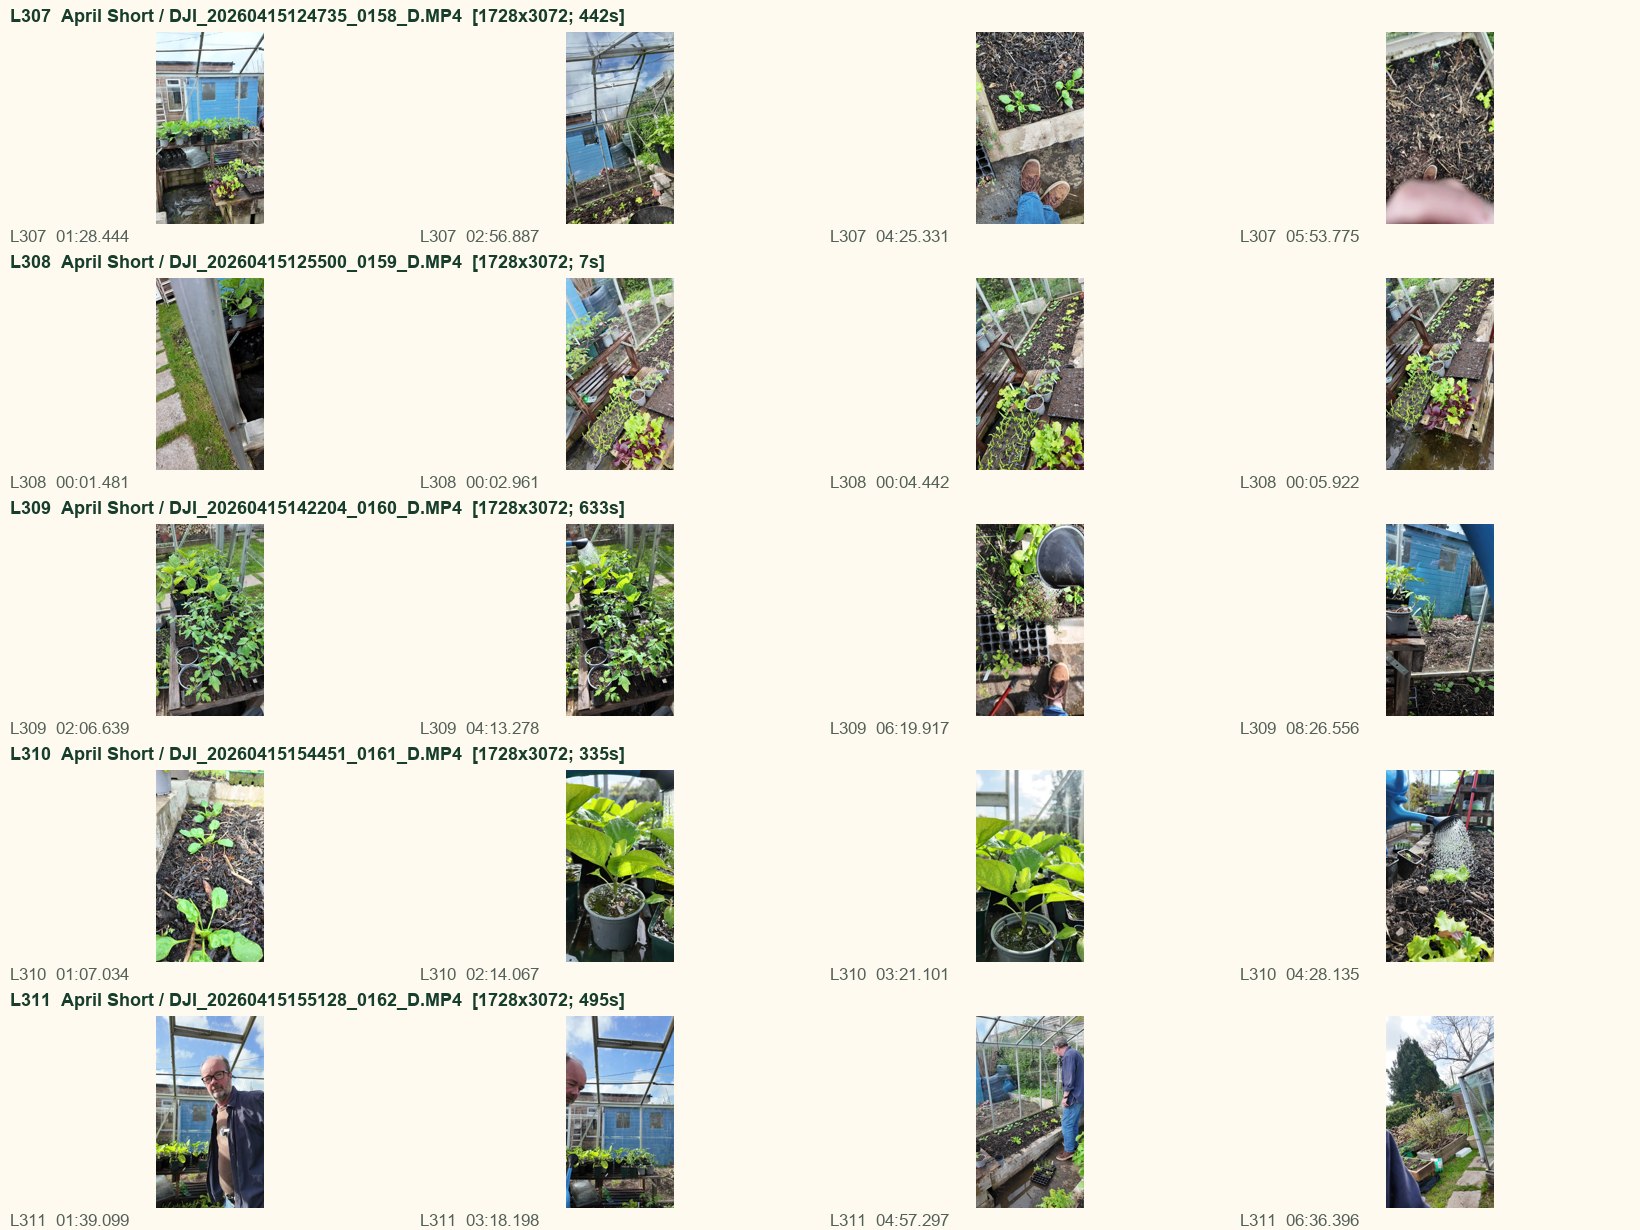 L307 April Short / DJI_20260415124735_0158_D.MP4 [1728x3072; 442s]
L307 01:28.444
L307 02:56.887
L307 04:25.331
L307 05:53.775
L308 April Short / DJI_20260415125500_0159_D.MP4 [1728x3072; 7s]
L308 00:01.481
L308 00:02.961
L308 00:04.442
L308 00:05.922
L309 April Short / DJI_20260415142204_0160_D.MP4 [1728x3072; 633s]
L309 02:06.639
L309 04:13.278
L309 06:19.917
L309 08:26.556
L310 April Short / DJI_20260415154451_0161_D.MP4 [1728x3072; 335s]
L310 01:07.034
L310 02:14.067
L310 03:21.101
L310 04:28.135
L311 April Short / DJI_20260415155128_0162_D.MP4 [1728x3072; 495s]
L311 01:39.099
L311 03:18.198
L311 04:57.297
L311 06:36.396